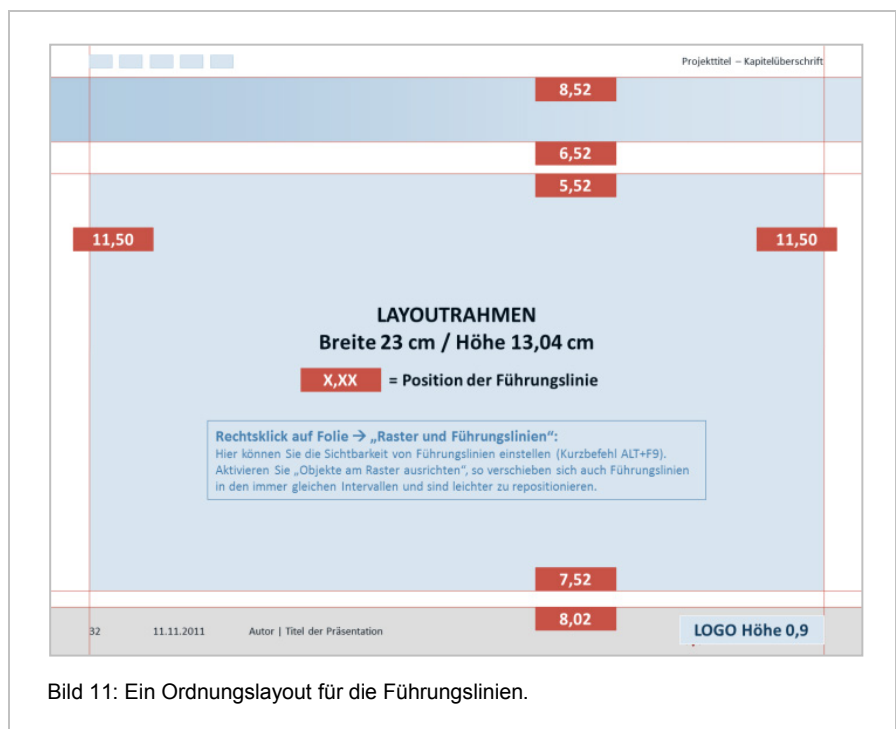 Projekttitel – Kapitelüberschrift
8,52
6,52
5,52
11,50 11,50
LAYOUTRAHMEN
Breite 23 cm / Höhe 13,04 cm
X,XX = Position der Führungslinie
Rechtsklick auf Folie → „Raster und Führungslinien“:
Hier können Sie die Sichtbarkeit von Führungslinien einstellen (Kurzbefehl ALT+F9).
Aktivieren Sie „Objekte am Raster ausrichten“, so verschieben sich auch Führungslinien
in den immer gleichen Intervallen und sind leichter zu repositionieren.
7,52
8,02
32 11.11.2011 Autor | Titel der Präsentation LOGO Höhe 0,9
Bild 11: Ein Ordnungslayout für die Führungslinien.